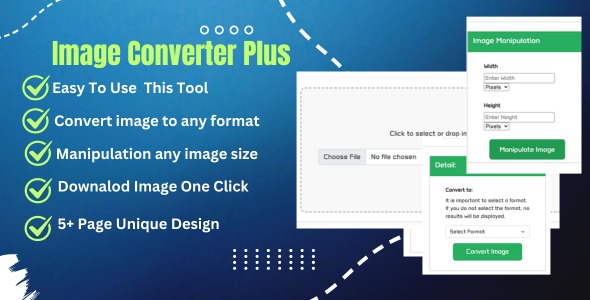 Image Converter Plus
Easy To Use This Tool
Convert image to any format
Manipulation any image size
Downalod Image One Click
5+ Page Unique Design
Click to select or drop im
Choose File No file chosen
Image Manipulation
Width
Enter Width
Pixels
Height
Enter Height
Pixels
Manipulate Image
Detail:
Convert to:
It is important to select a format.
If you do not select the format, no
results will be displayed.
Select Format
Convert Image